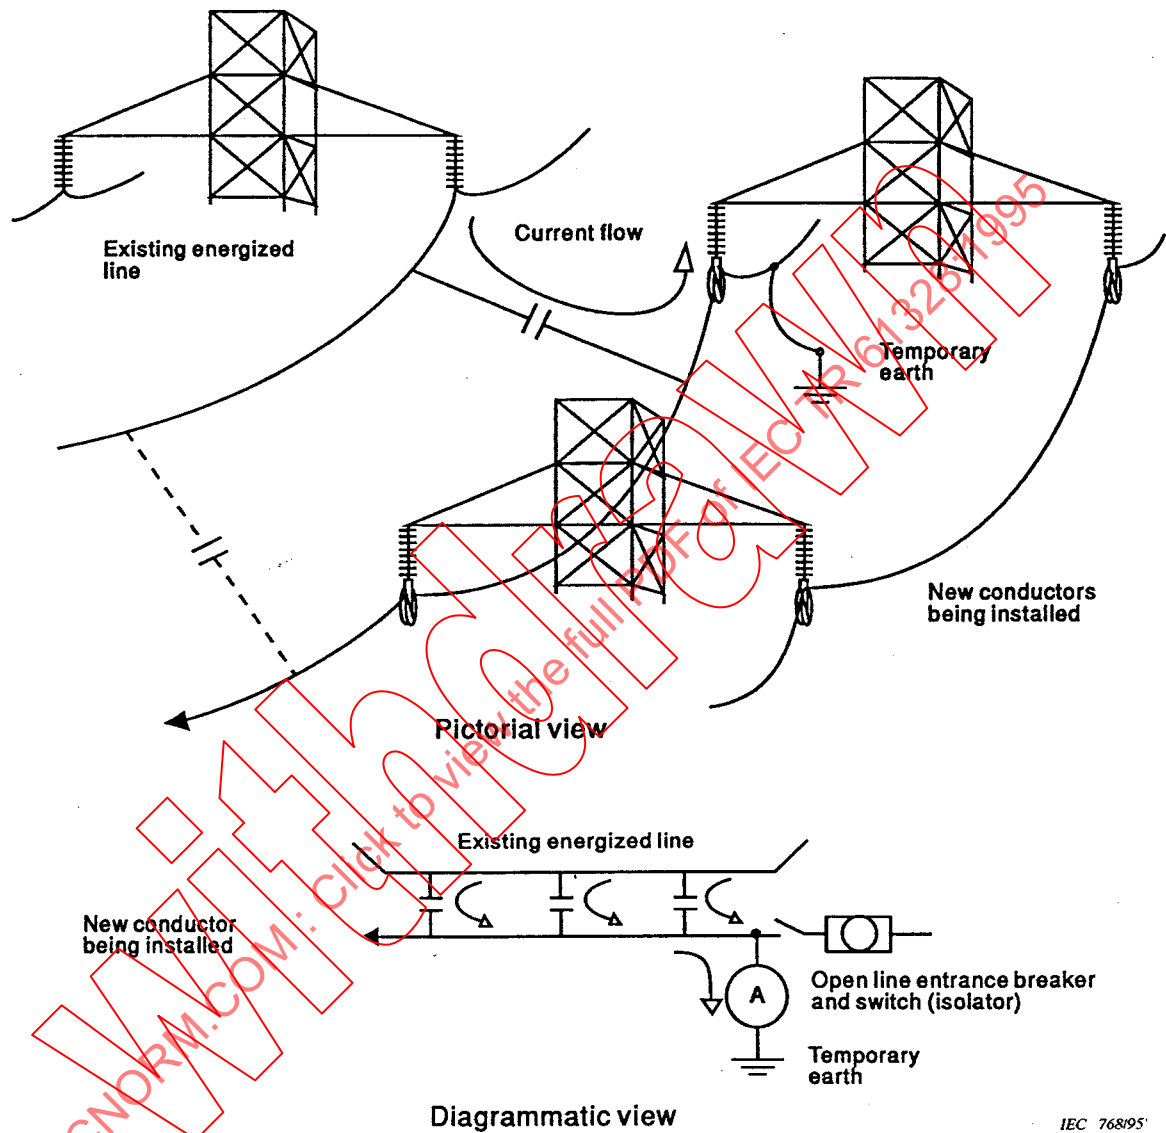 Existing energized
line
Current flow
Temporary
earth
New conductors
being installed
Pictorial view
Existing energized line
New conductor
being installed
A
Open line entrance breaker
and switch (isolator)
Temporary
earth
Diagrammatic view
IEC 768/95
withdrawn
CNORM.COM : Click to view the full PDF of IEC TR 61328:1995